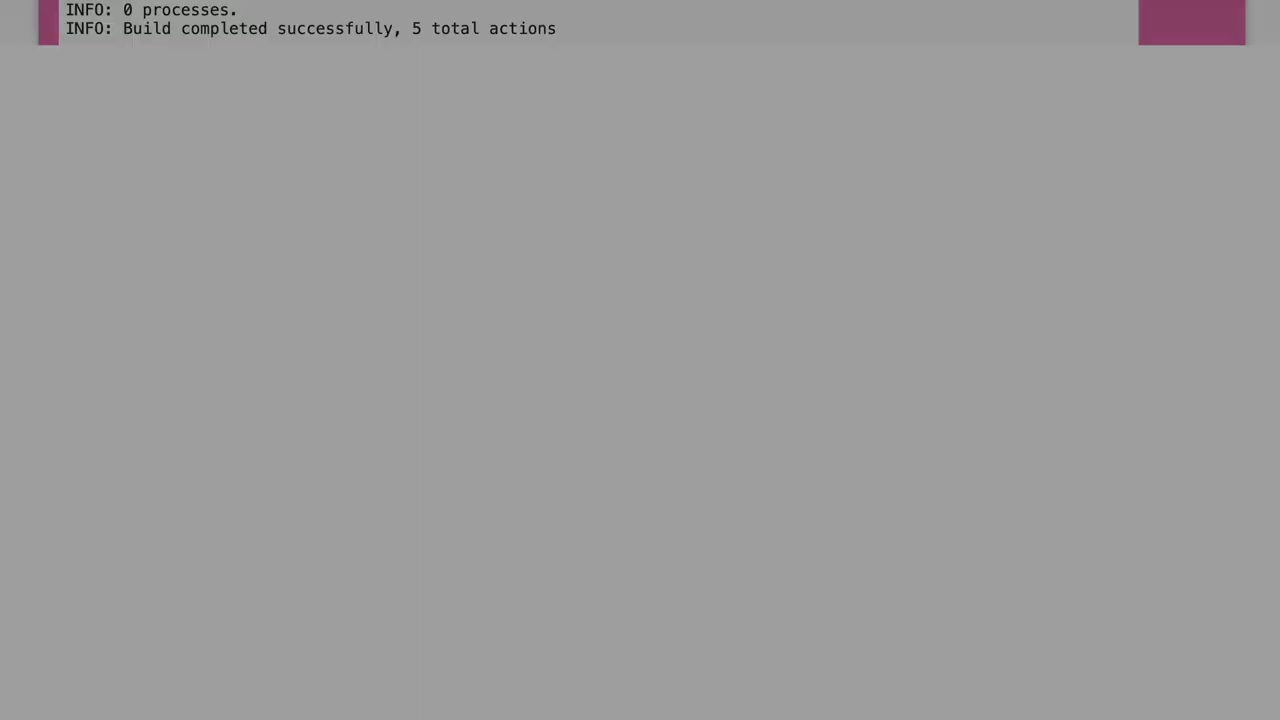 INFO: 0 processes.
INFO: Build completed successfully, 5 total actions